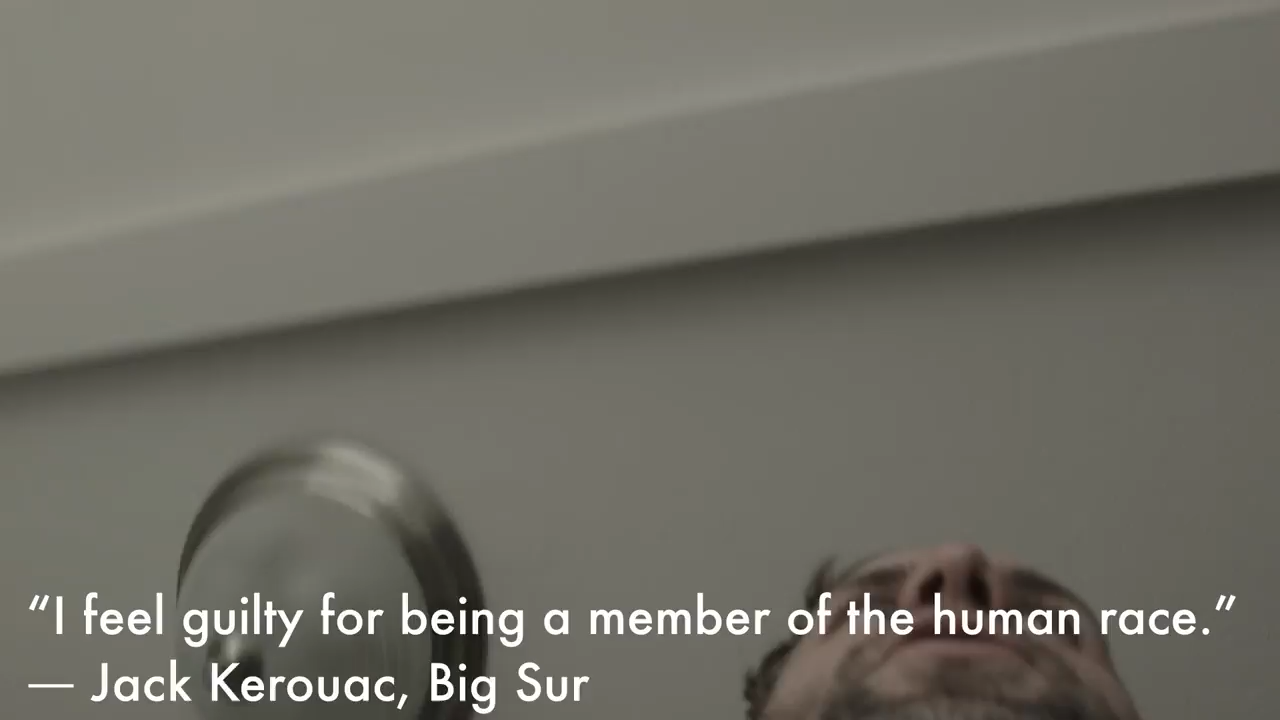 “I feel guilty for being a member of the human race.”
— Jack Kerouac, Big Sur